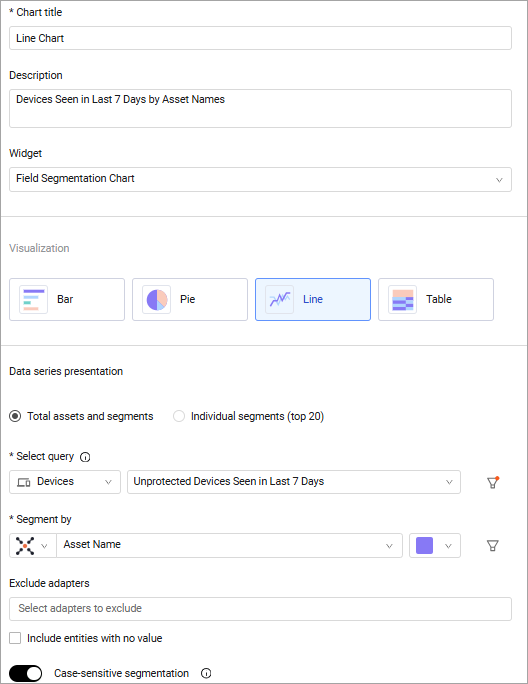 * Chart title
Line Chart
Description
Devices Seen in Last 7 Days by Asset Names
Widget
Field Segmentation Chart
Visualization
Bar
Pie
Line
Table
Data series presentation
Total assets and segments
Individual segments (top 20)
* Select query
Devices
Unprotected Devices Seen in Last 7 Days
* Segment by
Asset Name
Exclude adapters
Select adapters to exclude
Include entities with no value
Case-sensitive segmentation